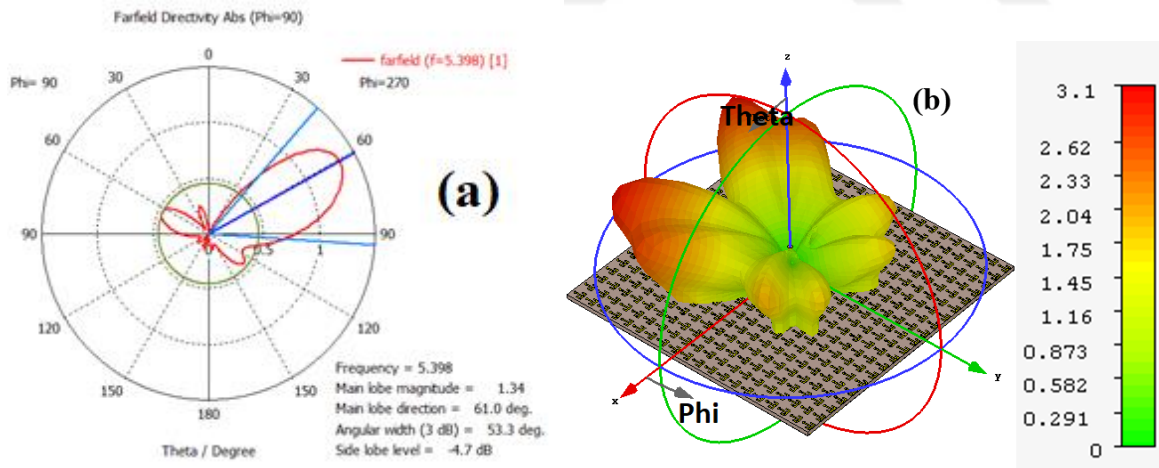 Farfield Directivity Abs (Phi=90)
farfield (f=5.398) [1]
Phi= 90
0
Phi=270
30
30
60
60
90
1
90
120
120
150
150
180
Theta / Degree
Frequency = 5.398
Main lobe magnitude = 1.34
Main lobe direction = 61.0 deg.
Angular width (3 dB) = 53.3 deg.
Side lobe level = -4.7 dB
(a)
(b)
z
Theta
x
Phi
y
3.1
2.62
2.33
2.04
1.75
1.45
1.16
0.873
0.582
0.291
0